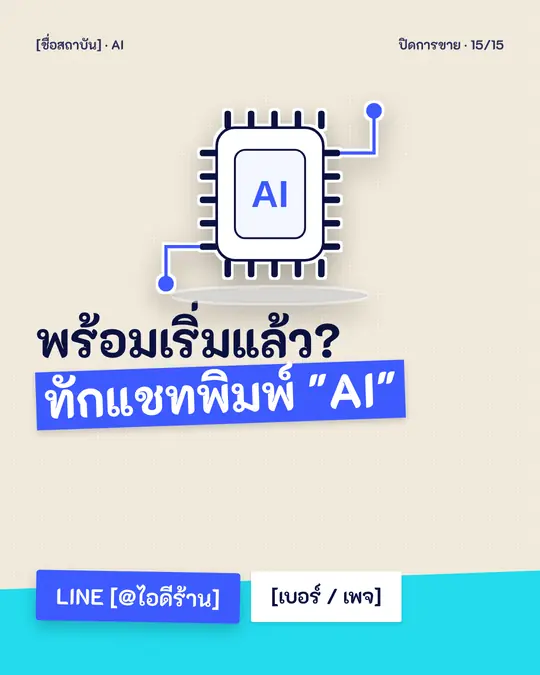 [ชื่อสถาบัน] · AI
ปิดการขาย · 15/15
AI
พร้อมเริ่มแล้ว?
ทักแชทพิมพ์ "AI"
LINE [@ไอดีร้าน]
[เบอร์ / เพจ]